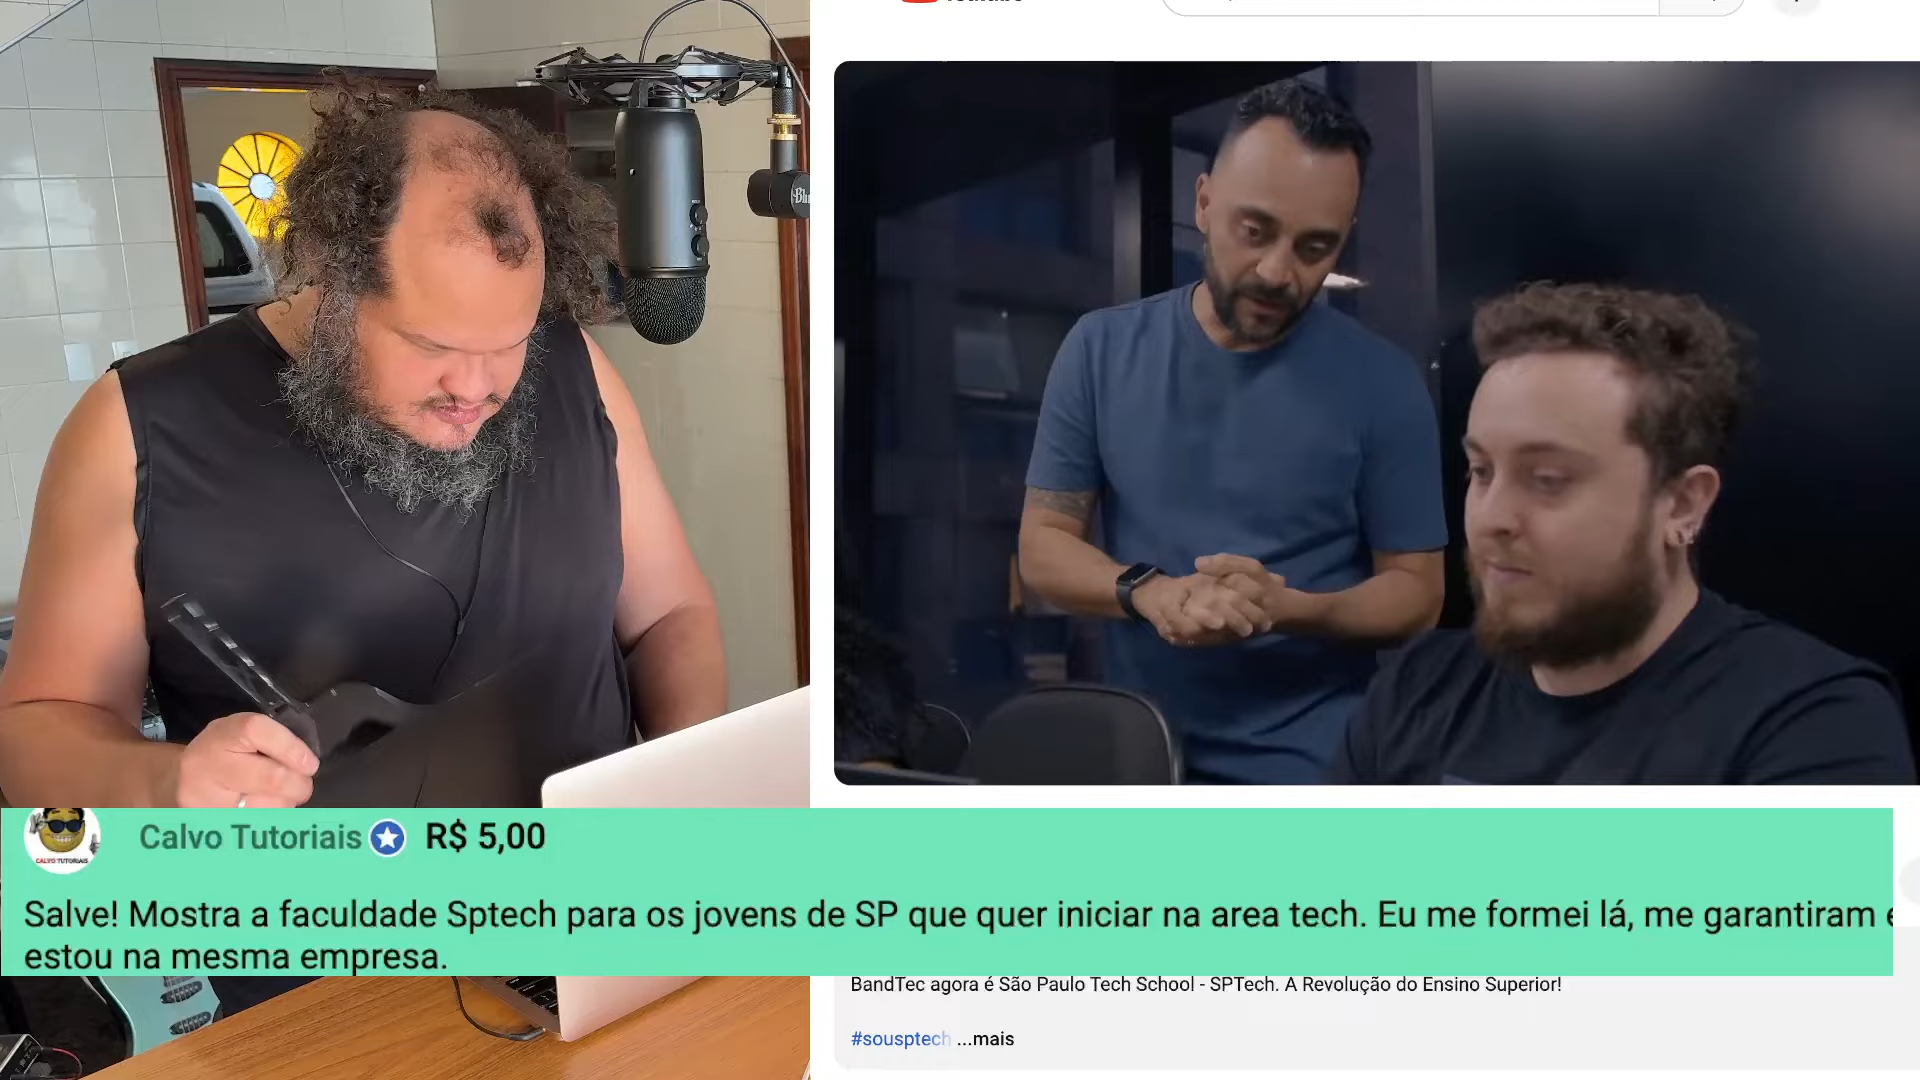 Calvo Tutoriais R$ 5,00
CALVO TUTORIAIS
Salve! Mostra a faculdade Sptech para os jovens de SP que quer iniciar na area tech. Eu me formei lá, me garantiram e
estou na mesma empresa.
BandTec agora é São Paulo Tech School - SPTech. A Revolução do Ensino Superior!
#sousptech ...mais